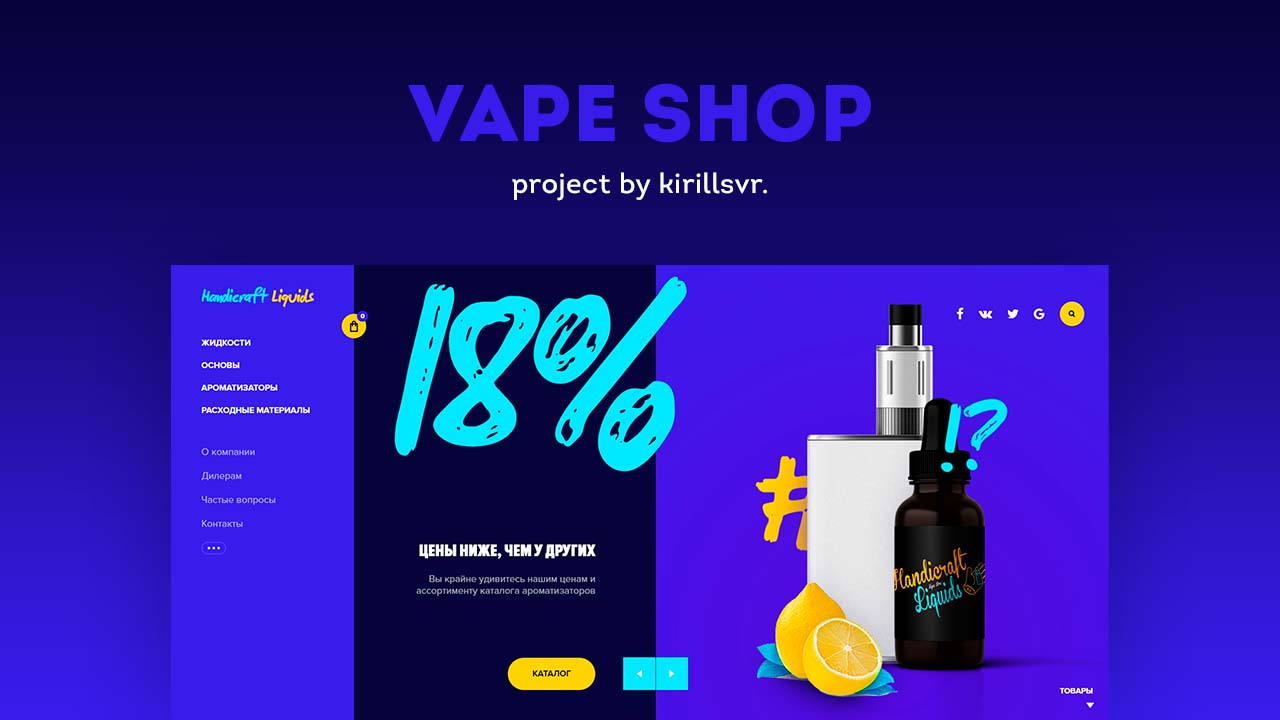 VAPE SHOP
project by kirillsvr.
Handicraft Liquids
0
ЖИДКОСТИ
ОСНОВЫ
АРОМАТИЗАТОРЫ
РАСХОДНЫЕ МАТЕРИАЛЫ
О компании
Дилерам
Частые вопросы
Контакты
18%
ЦЕНЫ НИЖЕ, ЧЕМ У ДРУГИХ
Вы крайне удивитесь нашим ценам и
ассортименту каталога ароматизаторов
КАТАЛОГ
#
!?
Handicraft
Liquids
ТОВАРЫ